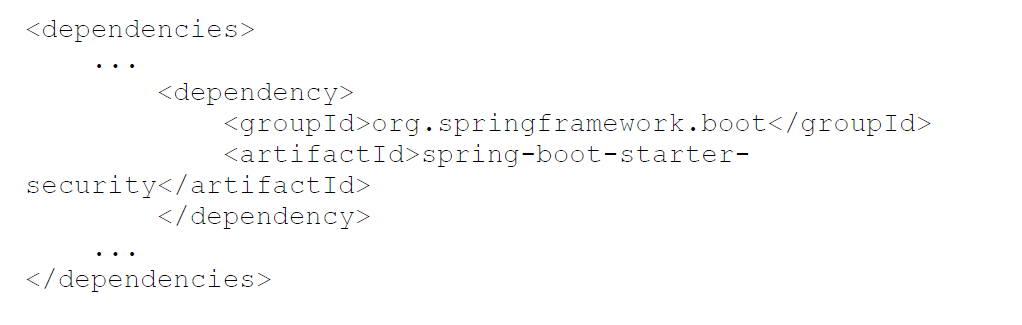 <dependencies>
    ...
        <dependency>
            <groupId>org.springframework.boot</groupId>
            <artifactId>spring-boot-starter-
security</artifactId>
        </dependency>
    ...
</dependencies>